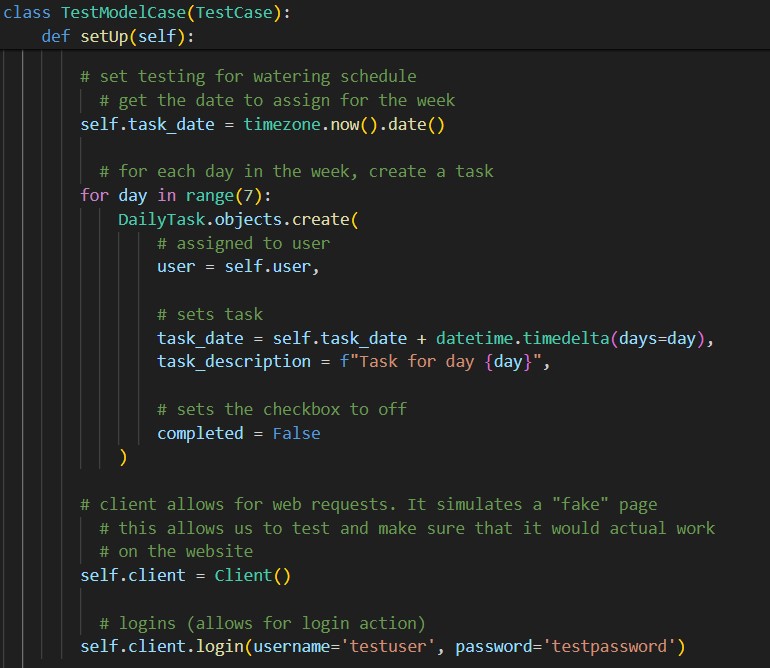 class TestModelCase(TestCase):
def setUp(self):
# set testing for watering schedule
# get the date to assign for the week
self.task_date = timezone.now().date()
# for each day in the week, create a task
for day in range(7):
DailyTask.objects.create(
# assigned to user
user = self.user,
# sets task
task_date = self.task_date + datetime.timedelta(days=day),
task_description = f"Task for day {day}",
# sets the checkbox to off
completed = False
)
# client allows for web requests. It simulates a "fake" page
# this allows us to test and make sure that it would actual work
# on the website
self.client = Client()
# logins (allows for login action)
self.client.login(username='testuser', password='testpassword')